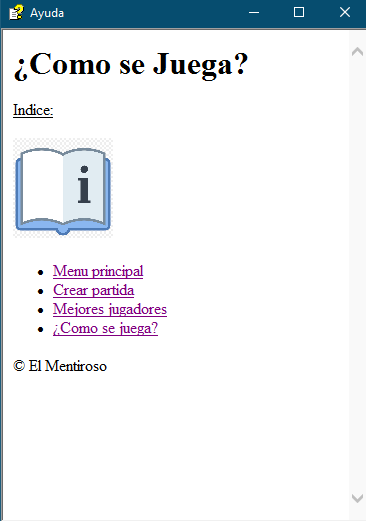 Ayuda
¿Como se Juega?
Indice:
i
Menu principal
Crear partida
Mejores jugadores
¿Como se juega?
© El Mentiroso